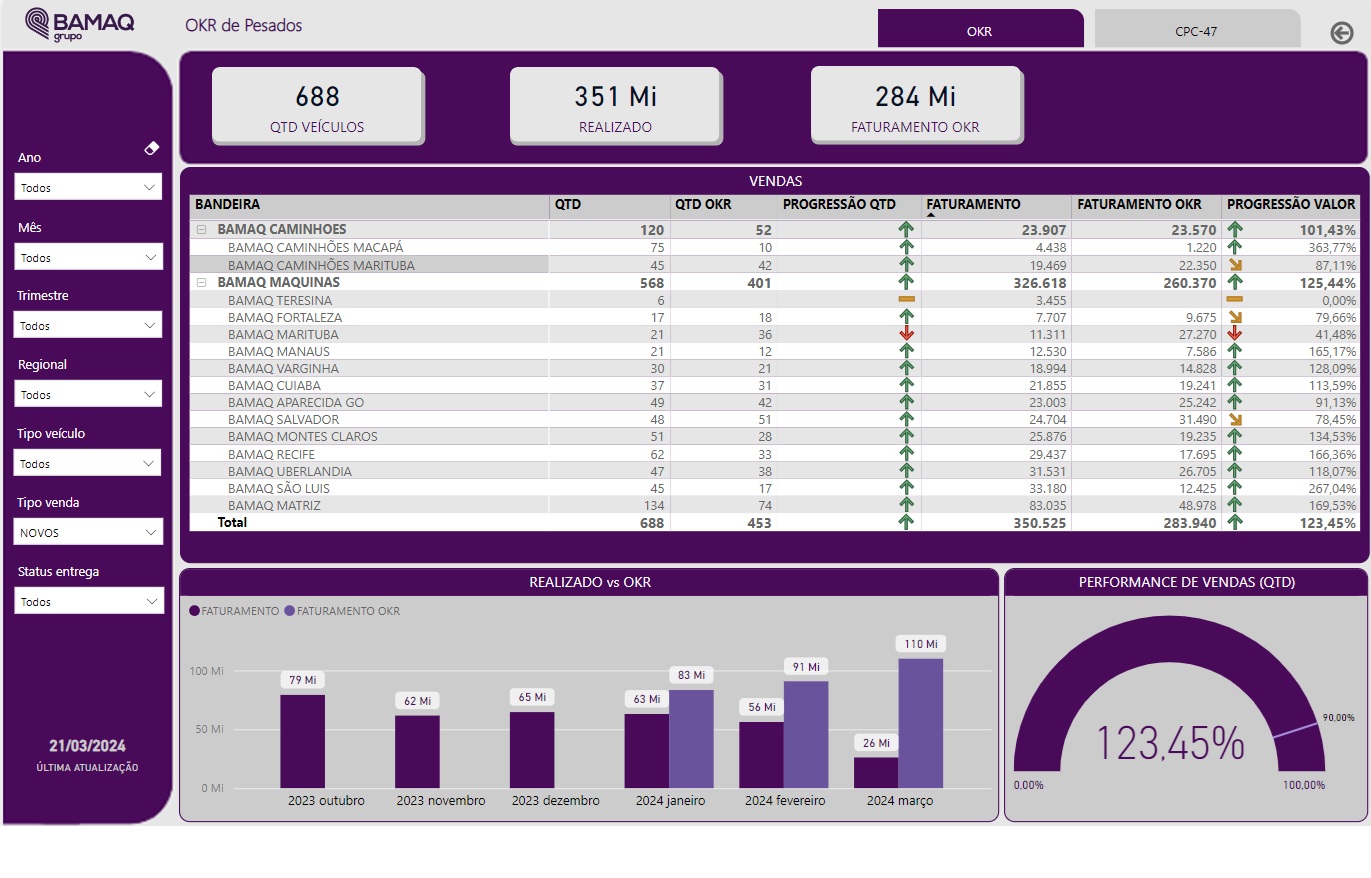 BAMAQ
grupo
OKR de Pesados
OKR
CPC-47
688
QTD VEÍCULOS
351 Mi
REALIZADO
284 Mi
FATURAMENTO OKR
Ano
Todos
Mês
Todos
Trimestre
Todos
Regional
Todos
Tipo veículo
Todos
Tipo venda
NOVOS
Status entrega
Todos
21/03/2024
ÚLTIMA ATUALIZAÇÃO
VENDAS
BANDEIRA QTD QTD OKR PROGRESSÃO QTD FATURAMENTO FATURAMENTO OKR PROGRESSÃO VALOR
BAMAQ CAMINHOES 120 52 23.907 23.570 101,43%
BAMAQ CAMINHÕES MACAPÁ 75 10 4.438 1.220 363,77%
BAMAQ CAMINHÕES MARITUBA 45 42 19.469 22.350 87,11%
BAMAQ MAQUINAS 568 401 326.618 260.370 125,44%
BAMAQ TERESINA 6 3.455 0,00%
BAMAQ FORTALEZA 17 18 7.707 9.675 79,66%
BAMAQ MARITUBA 21 36 11.311 27.270 41,48%
BAMAQ MANAUS 21 12 12.530 7.586 165,17%
BAMAQ VARGINHA 30 21 18.994 14.828 128,09%
BAMAQ CUIABA 37 31 21.855 19.241 113,59%
BAMAQ APARECIDA GO 49 42 23.003 25.242 91,13%
BAMAQ SALVADOR 48 51 24.704 31.490 78,45%
BAMAQ MONTES CLAROS 51 28 25.876 19.235 134,53%
BAMAQ RECIFE 62 33 29.437 17.695 166,36%
BAMAQ UBERLANDIA 47 38 31.531 26.705 118,07%
BAMAQ SÃO LUIS 45 17 33.180 12.425 267,04%
BAMAQ MATRIZ 134 74 83.035 48.978 169,53%
Total 688 453 350.525 283.940 123,45%
REALIZADO vs OKR
FATURAMENTO FATURAMENTO OKR
100 Mi
50 Mi
0 Mi
79 Mi
62 Mi
65 Mi
63 Mi
83 Mi
56 Mi
91 Mi
26 Mi
110 Mi
2023 outubro 2023 novembro 2023 dezembro 2024 janeiro 2024 fevereiro 2024 março
PERFORMANCE DE VENDAS (QTD)
90,00%
123,45%
0,00%
100,00%